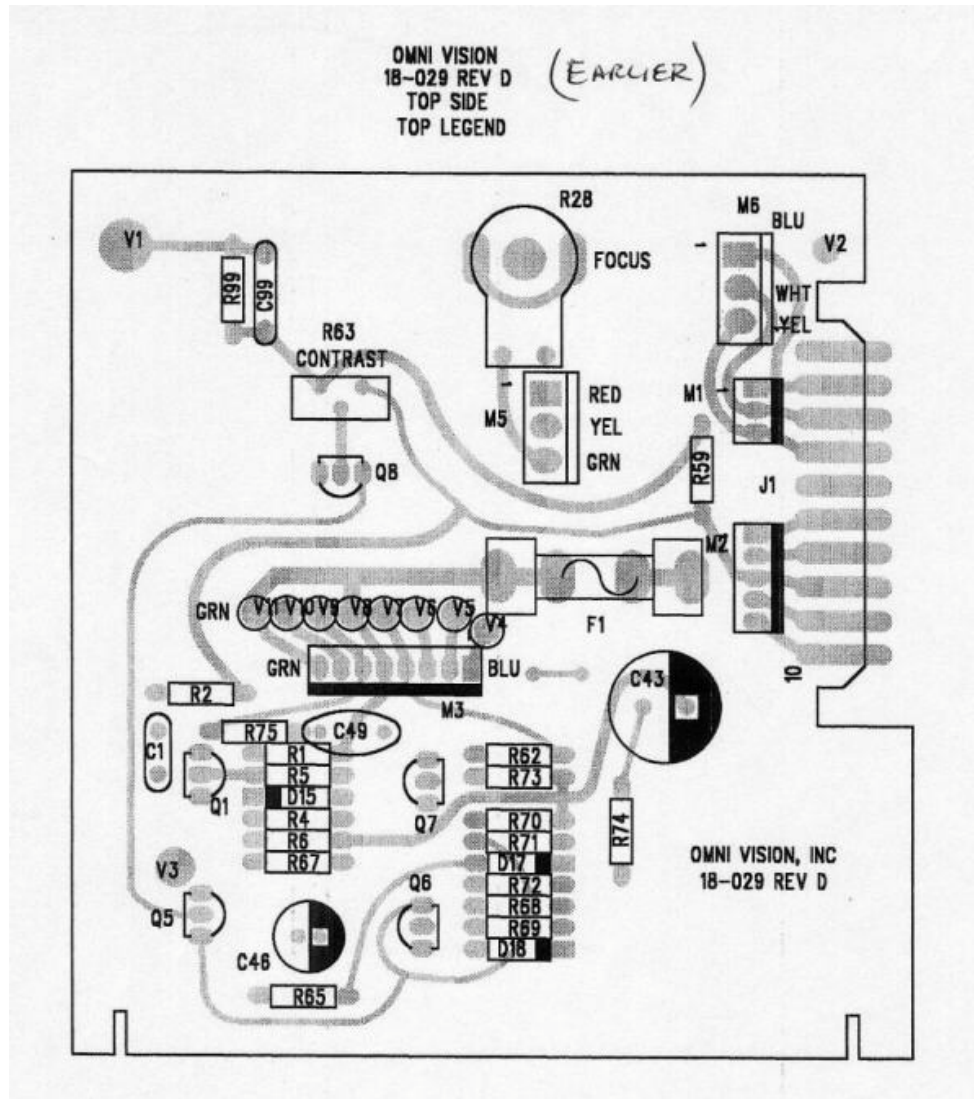 OMNI VISION
18-029 REV D
TOP SIDE
TOP LEGEND
(EARLIER)
R28
M6
BLU
V1
V2
FOCUS
R99
C99
WHT
YEL
R63
CONTRAST
M1
RED
M5
YEL
GRN
Q8
R59
J1
M2
GRN
V11 V10 V9 V8 V7 V6 V5
V4
F1
GRN
BLU
C43
10
R2
M3
R75
C49
C1
R1
R62
R5
R73
D15
Q1
R4
Q7
R70
R74
R6
R71
OMNI VISION, INC
R67
D17
18-029 REV D
V3
Q6
R72
R68
Q5
R69
D18
C46
R65